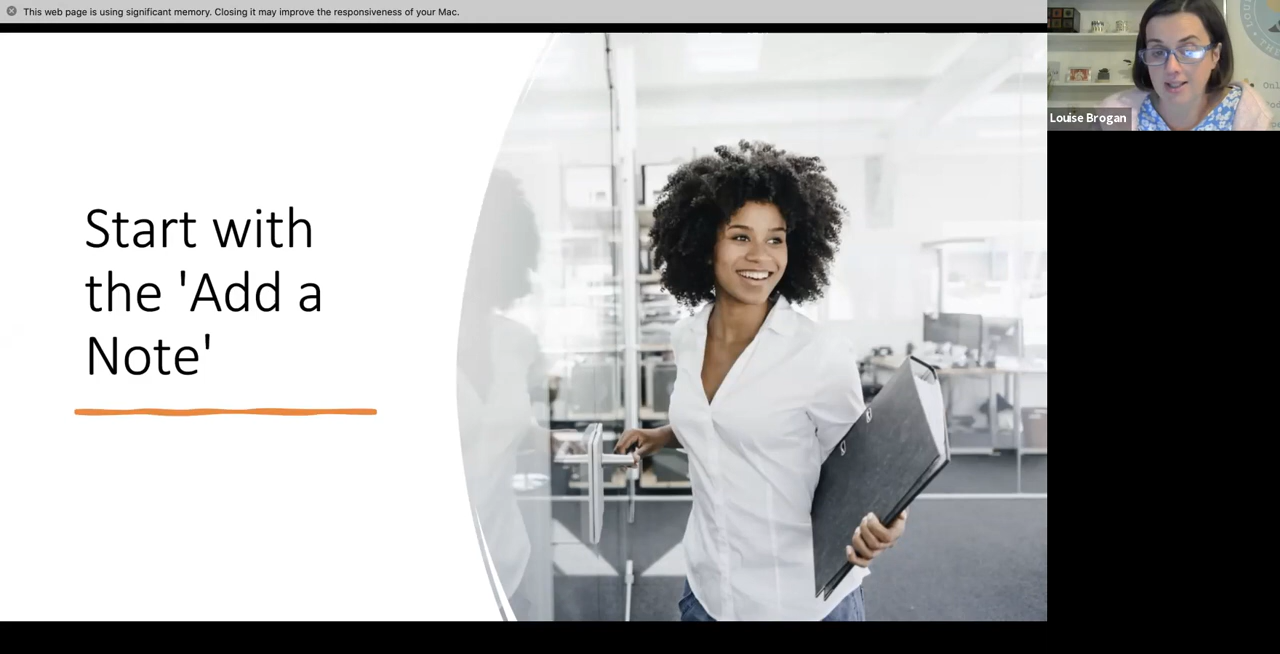 This web page is using significant memory. Closing it may improve the responsiveness of your Mac.
Start with
the 'Add a
Note'
Louise Brogan